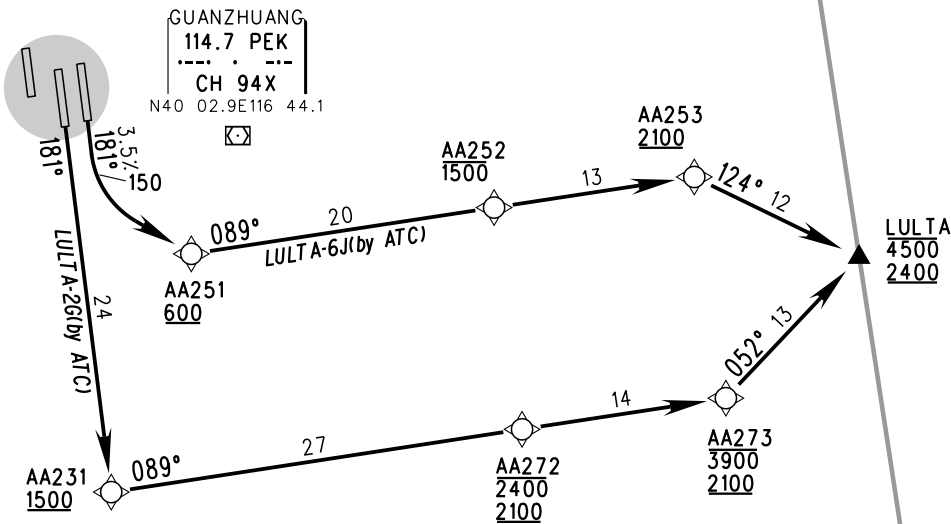 GUANZHUANG
114.7 PEK
·--· · -·-
CH 94X
N40 02.9E116 44.1
181°
181°
3.5%
150
AA251
600
089°
20
LULTA-6J(by ATC)
AA252
1500
13
AA253
2100
124°
12
LULTA
4500
2400
LULTA-2G(by ATC)
24
AA231
1500
089°
27
AA272
2400
2100
14
AA273
3900
2100
052°
13